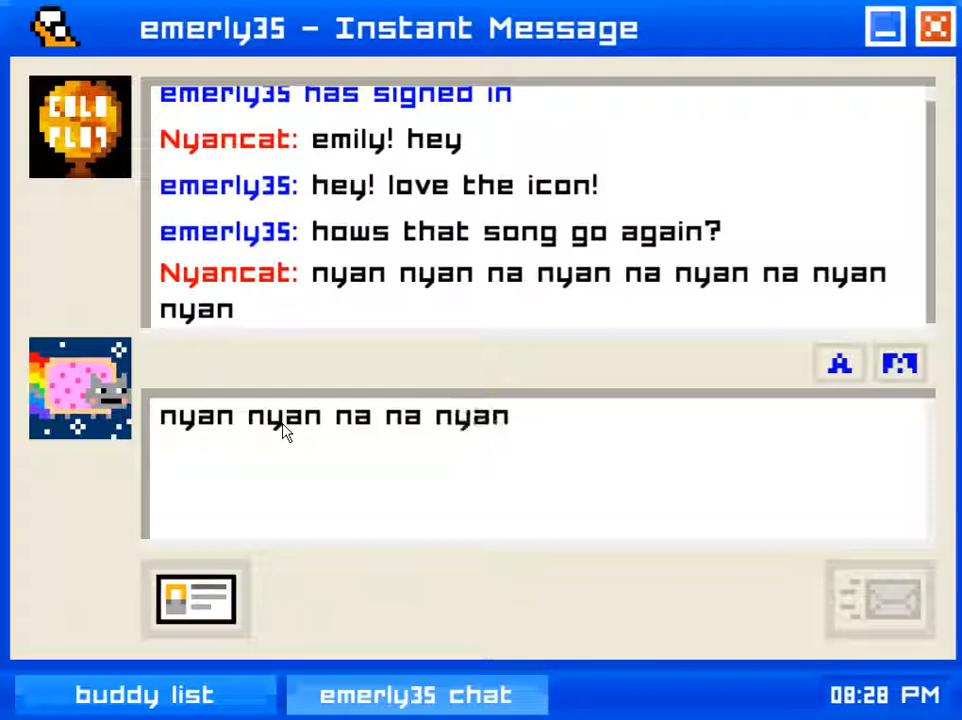 emerly35 - Instant Message
COLD
PLAY
emerly35 has signed in
Nyancat: emily! hey
emerly35: hey! love the icon!
emerly35: hows that song go again?
Nyancat: nyan nyan na nyan na nyan na nyan
nyan
A
nyan nyan na na nyan
buddy list
emerly35 chat
08:28 PM